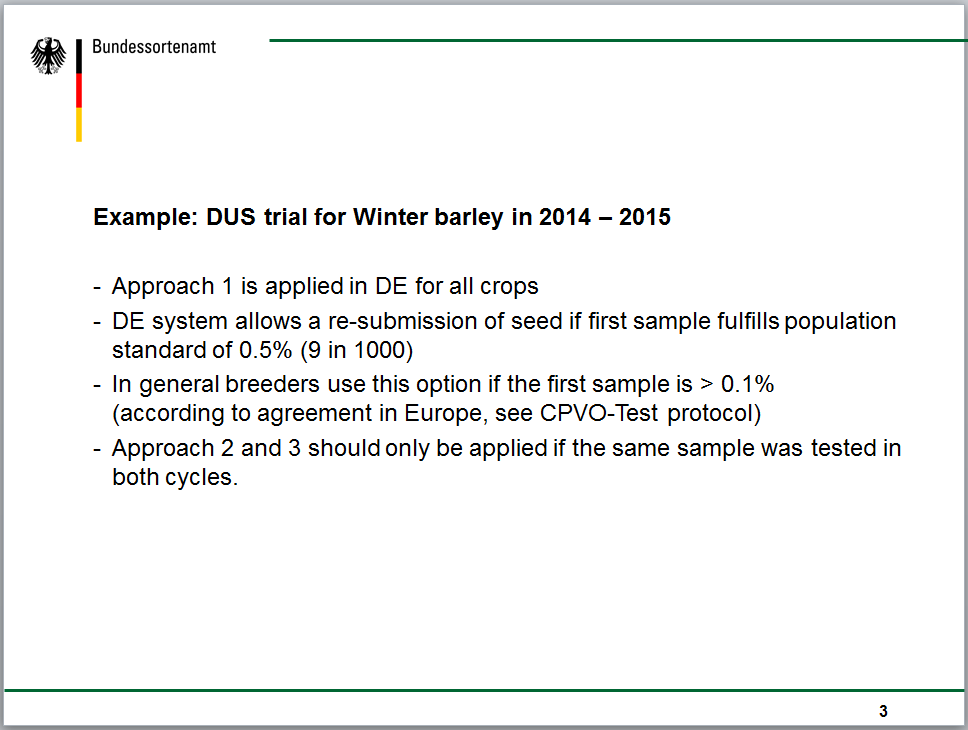 Bundessortenamt
Example: DUS trial for Winter barley in 2014 – 2015
- Approach 1 is applied in DE for all crops
- DE system allows a re-submission of seed if first sample fulfills population
standard of 0.5% (9 in 1000)
- In general breeders use this option if the first sample is > 0.1%
(according to agreement in Europe, see CPVO-Test protocol)
- Approach 2 and 3 should only be applied if the same sample was tested in
both cycles.
3